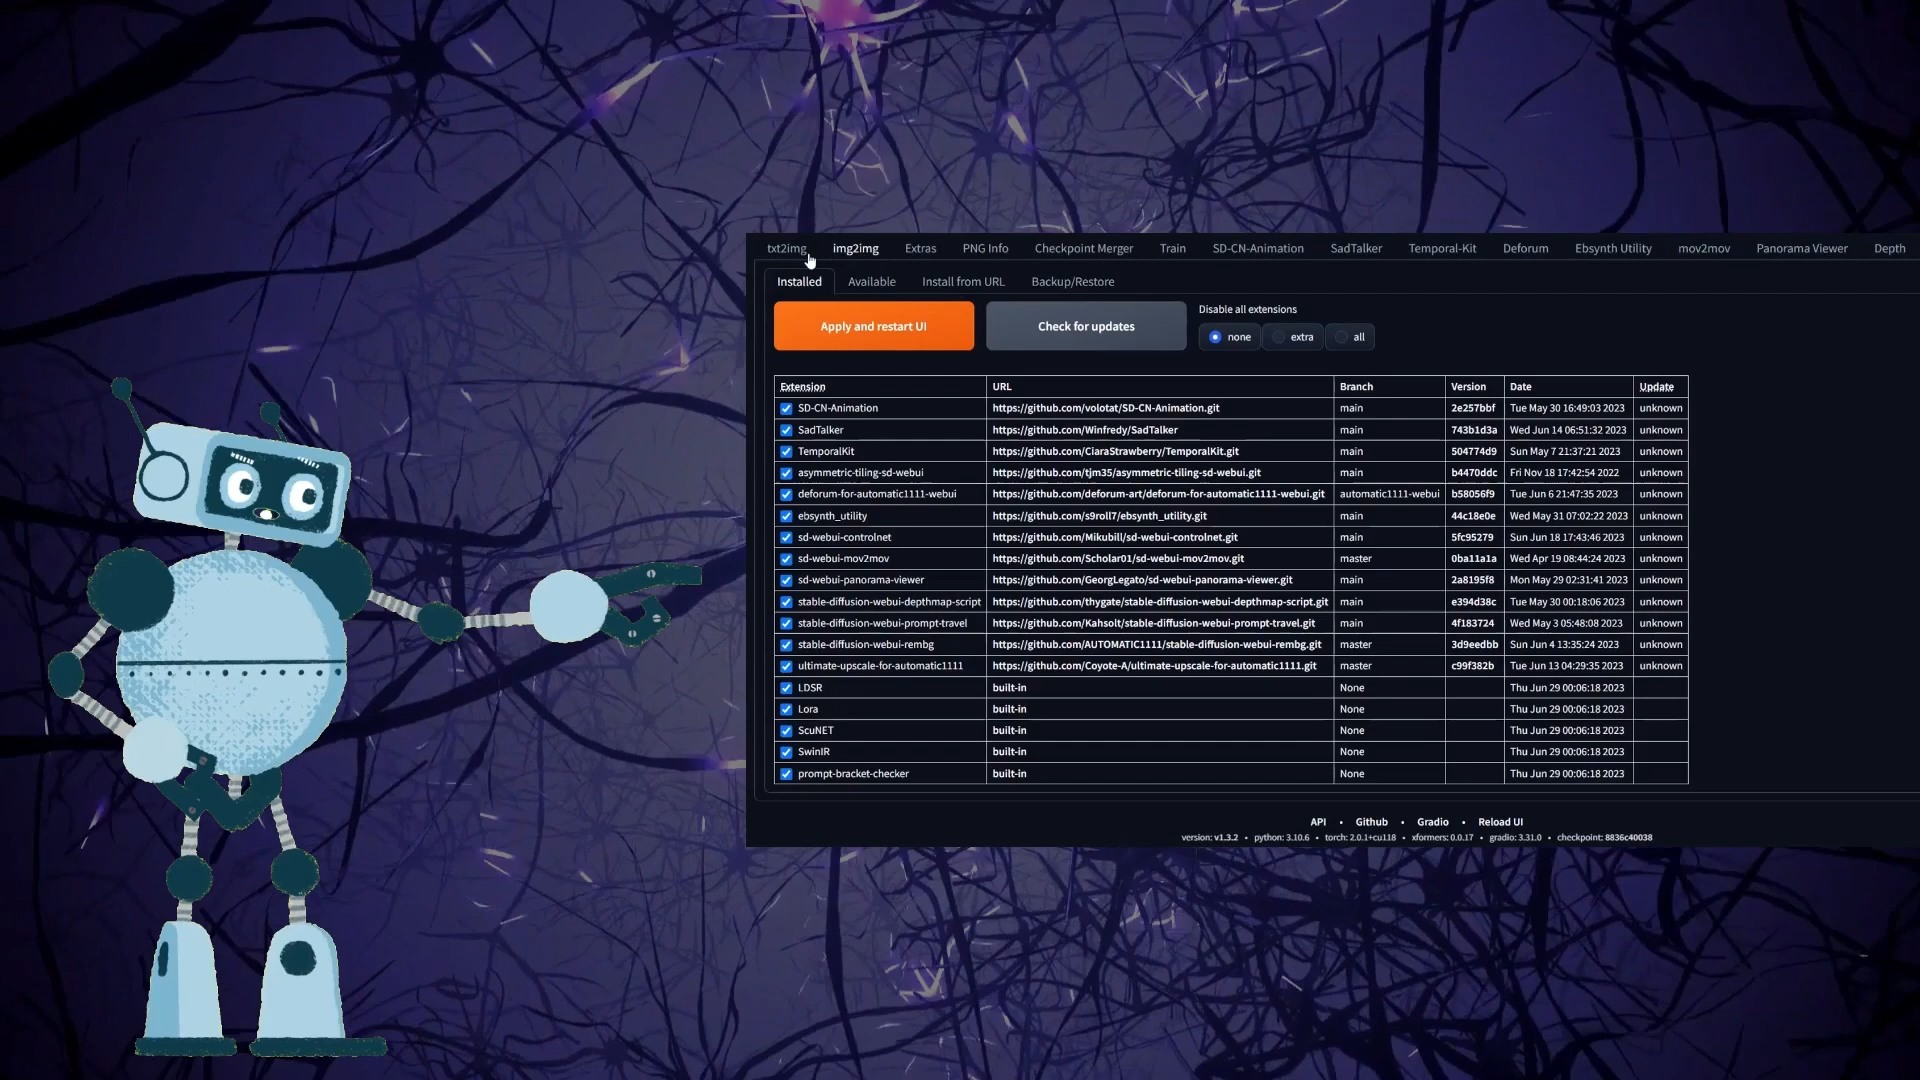 txt2img img2img Extras PNG Info Checkpoint Merger Train SD-CN-Animation SadTalker Temporal-Kit Deforum Ebsynth Utility mov2mov Panorama Viewer Depth
Installed Available Install from URL Backup/Restore
Apply and restart UI Check for updates Disable all extensions
none extra all
Extension URL Branch Version Date Update
SD-CN-Animation https://github.com/volotat/SD-CN-Animation.git main 2e257bbf Tue May 30 16:49:03 2023 unknown
SadTalker https://github.com/Winfredy/SadTalker main 743b1d3a Wed Jun 14 06:51:32 2023 unknown
TemporalKit https://github.com/CiaraStrawberry/TemporalKit.git main 504774d9 Sun May 7 21:37:21 2023 unknown
asymmetric-tiling-sd-webui https://github.com/tjm35/asymmetric-tiling-sd-webui.git main b4470ddc Fri Nov 18 17:42:54 2022 unknown
deforum-for-automatic1111-webui https://github.com/deforum-art/deforum-for-automatic1111-webui.git automatic1111-webui b58056f9 Tue Jun 6 21:47:35 2023 unknown
ebsynth_utility https://github.com/s9roll7/ebsynth_utility.git main 44c18e0e Wed May 31 07:02:22 2023 unknown
sd-webui-controlnet https://github.com/Mikubill/sd-webui-controlnet.git main 5fc95279 Sun Jun 18 17:43:46 2023 unknown
sd-webui-mov2mov https://github.com/Scholar01/sd-webui-mov2mov.git master 0ba11a1a Wed Apr 19 08:44:24 2023 unknown
sd-webui-panorama-viewer https://github.com/GeorgLegato/sd-webui-panorama-viewer.git main 2a8195f8 Mon May 29 02:31:41 2023 unknown
stable-diffusion-webui-depthmap-script https://github.com/thygate/stable-diffusion-webui-depthmap-script.git main e394d38c Tue May 30 00:18:06 2023 unknown
stable-diffusion-webui-prompt-travel https://github.com/Kahsolt/stable-diffusion-webui-prompt-travel.git main 4f183724 Wed May 3 05:48:08 2023 unknown
stable-diffusion-webui-rembg https://github.com/AUTOMATIC1111/stable-diffusion-webui-rembg.git master 3d9eedbb Sun Jun 4 13:35:24 2023 unknown
ultimate-upscale-for-automatic1111 https://github.com/Coyote-A/ultimate-upscale-for-automatic1111.git master c99f382b Tue Jun 13 04:29:35 2023 unknown
LDSR built-in None Thu Jun 29 00:06:18 2023
Lora built-in None Thu Jun 29 00:06:18 2023
ScuNET built-in None Thu Jun 29 00:06:18 2023
SwinIR built-in None Thu Jun 29 00:06:18 2023
prompt-bracket-checker built-in None Thu Jun 29 00:06:18 2023
API • Github • Gradio • Reload UI
version: v1.3.2 • python: 3.10.6 • torch: 2.0.1+cu118 • xformers: 0.0.17 • gradio: 3.31.0 • checkpoint: 8836c40038